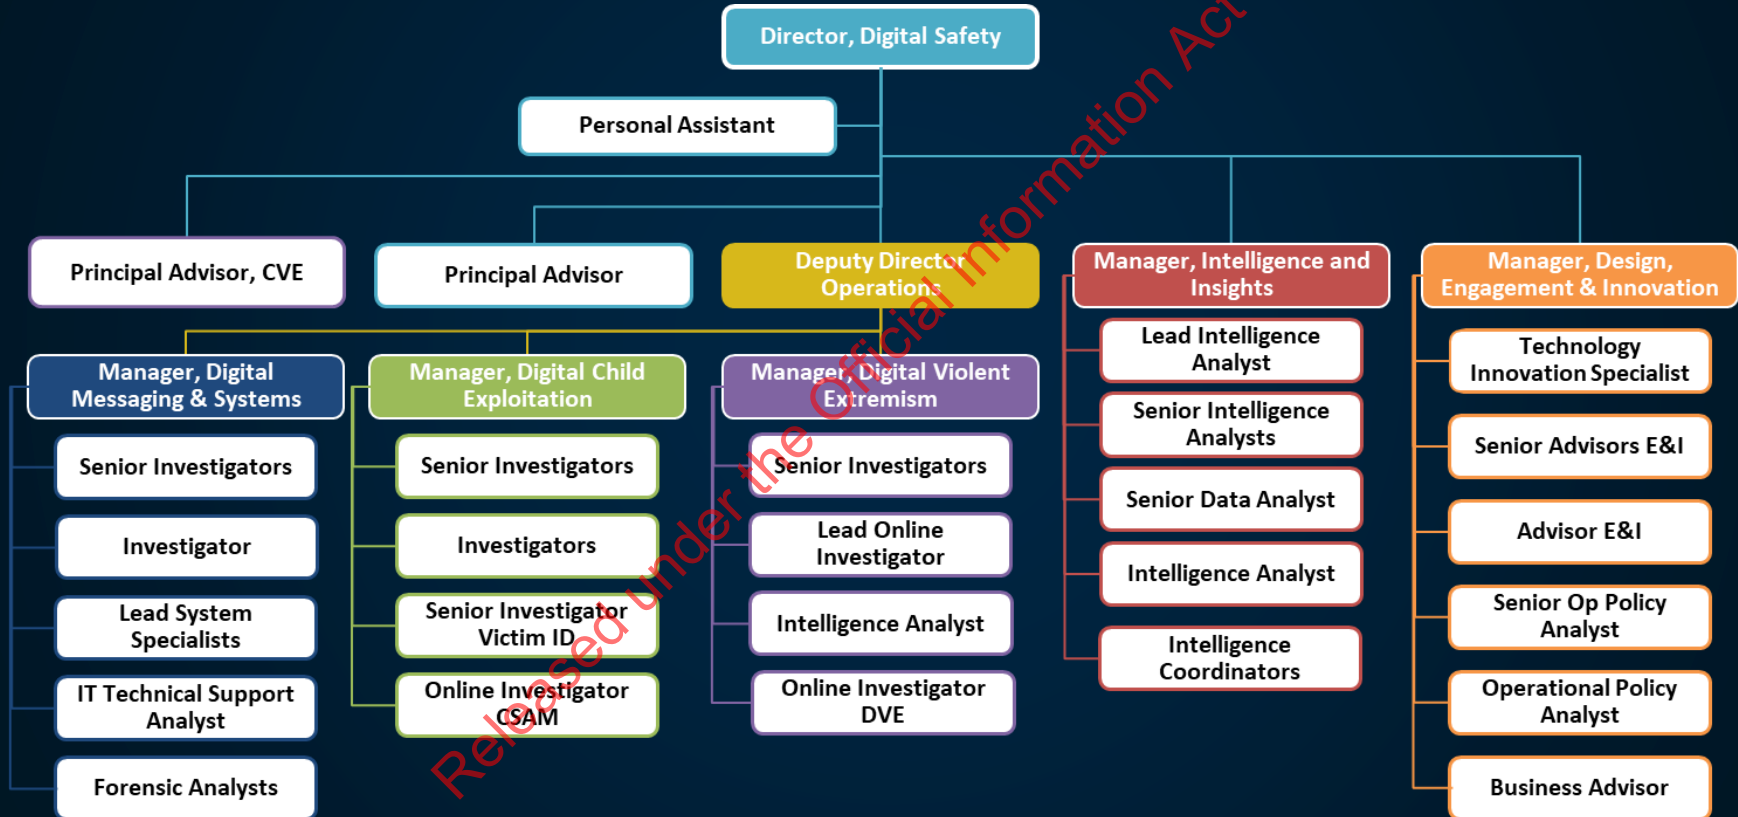 Director, Digital Safety
Personal Assistant
Principal Advisor, CVE
Principal Advisor
Deputy Director
Operations
Manager, Intelligence and
Insights
Manager, Design,
Engagement & Innovation
Manager, Digital
Messaging & Systems
Senior Investigators
Investigator
Lead System
Specialists
IT Technical Support
Analyst
Forensic Analysts
Manager, Digital Child
Exploitation
Senior Investigators
Investigators
Senior Investigator
Victim ID
Online Investigator
CSAM
Manager, Digital Violent
Extremism
Senior Investigators
Lead Online
Investigator
Intelligence Analyst
Online Investigator
DVE
Lead Intelligence
Analyst
Senior Intelligence
Analysts
Senior Data Analyst
Intelligence Analyst
Intelligence
Coordinators
Technology
Innovation Specialist
Senior Advisors E&I
Advisor E&I
Senior Op Policy
Analyst
Operational Policy
Analyst
Business Advisor
Released under the Official Information Act